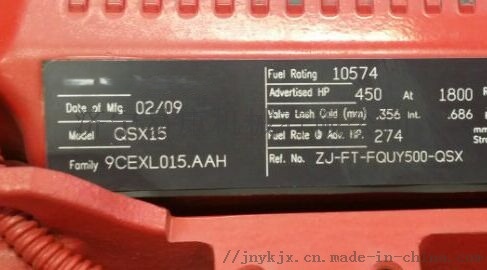 Date of Mfg 02/09
Model QSX15
Family 9CEXL015.AAH
Fuel Rating 10574
Advertised HP 450 At 1800
Valve Lash Cold (mm) .356 Int. .686
Fuel Rate @ Adv. HP. 274
Ref. No. ZJ-FT-FQUY500-QSX
jnykjx.cn.made-in-china.com